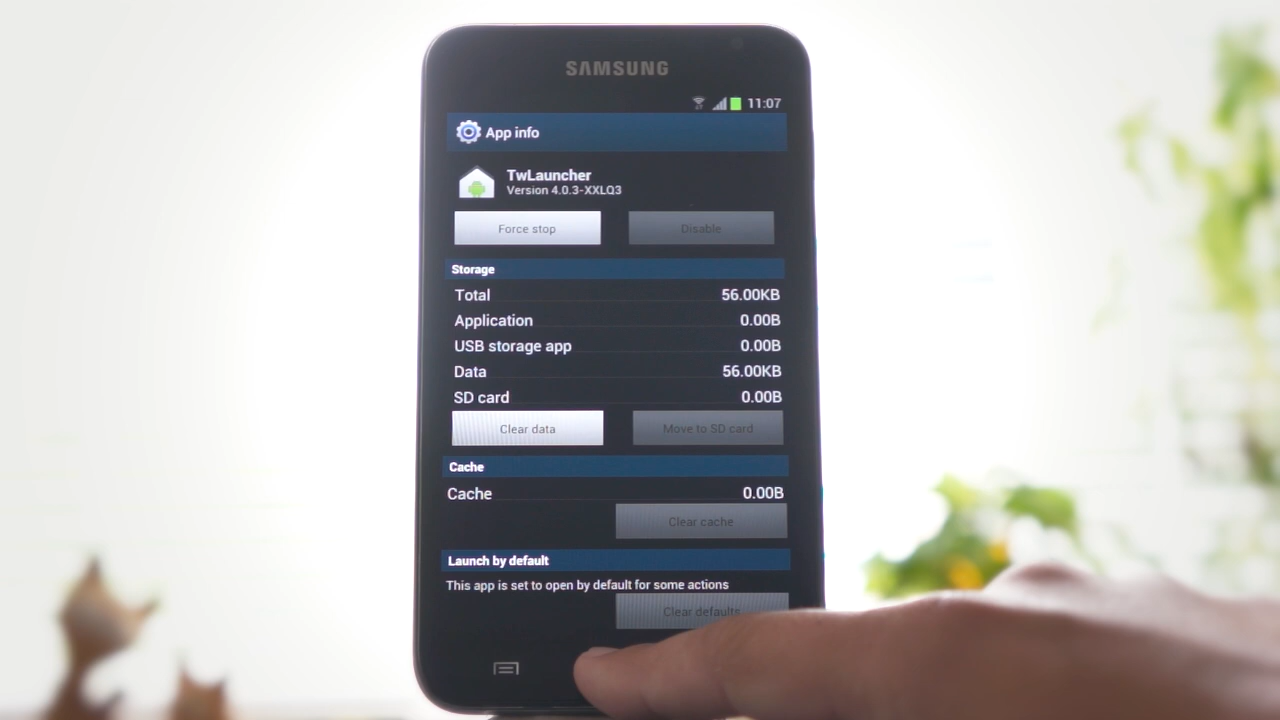 SAMSUNG
11:07
App info
TwLauncher
Version 4.0.3-XXLQ3
Force stop Disable
Storage
Total 56.00KB
Application 0.00B
USB storage app 0.00B
Data 56.00KB
SD card 0.00B
Clear data Move to SD card
Cache
Cache 0.00B
Clear cache
Launch by default
This app is set to open by default for some actions
Clear defaults